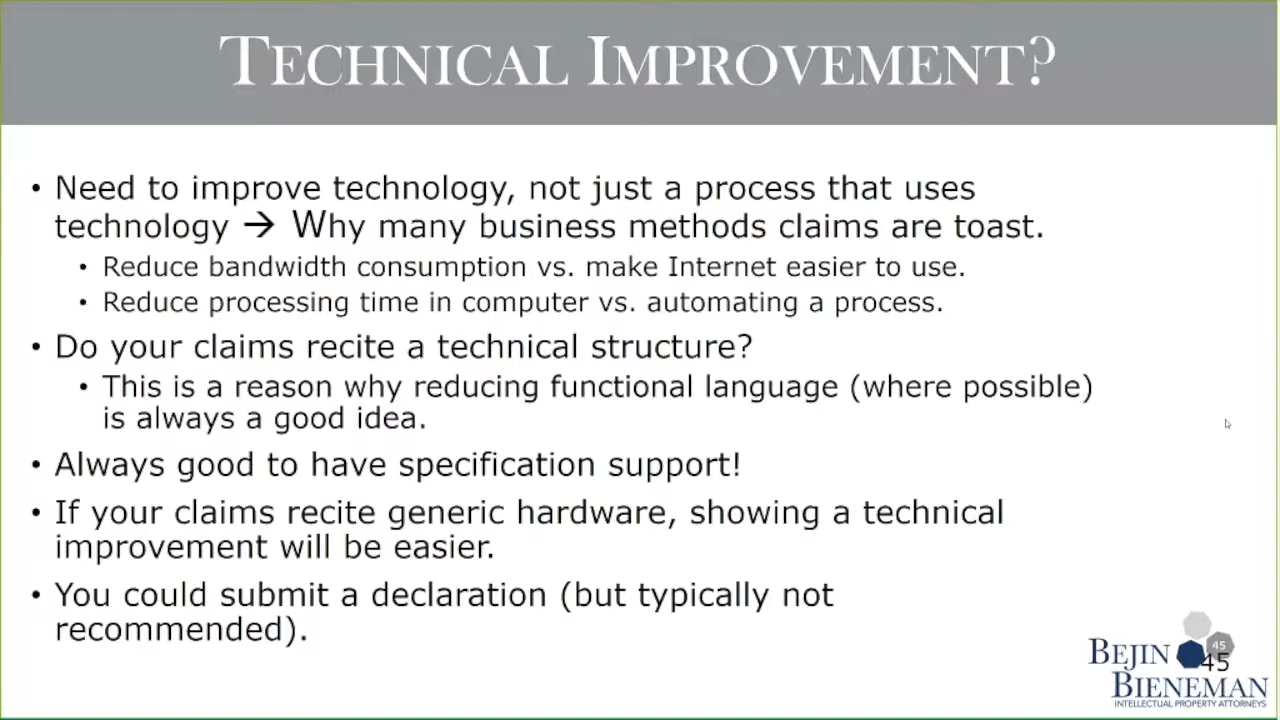 TECHNICAL IMPROVEMENT?
• Need to improve technology, not just a process that uses
technology → Why many business methods claims are toast.
• Reduce bandwidth consumption vs. make Internet easier to use.
• Reduce processing time in computer vs. automating a process.
• Do your claims recite a technical structure?
• This is a reason why reducing functional language (where possible)
is always a good idea.
• Always good to have specification support!
• If your claims recite generic hardware, showing a technical
improvement will be easier.
• You could submit a declaration (but typically not
recommended).
45
45
BEJIN
BIENEMAN
INTELLECTUAL PROPERTY ATTORNEYS